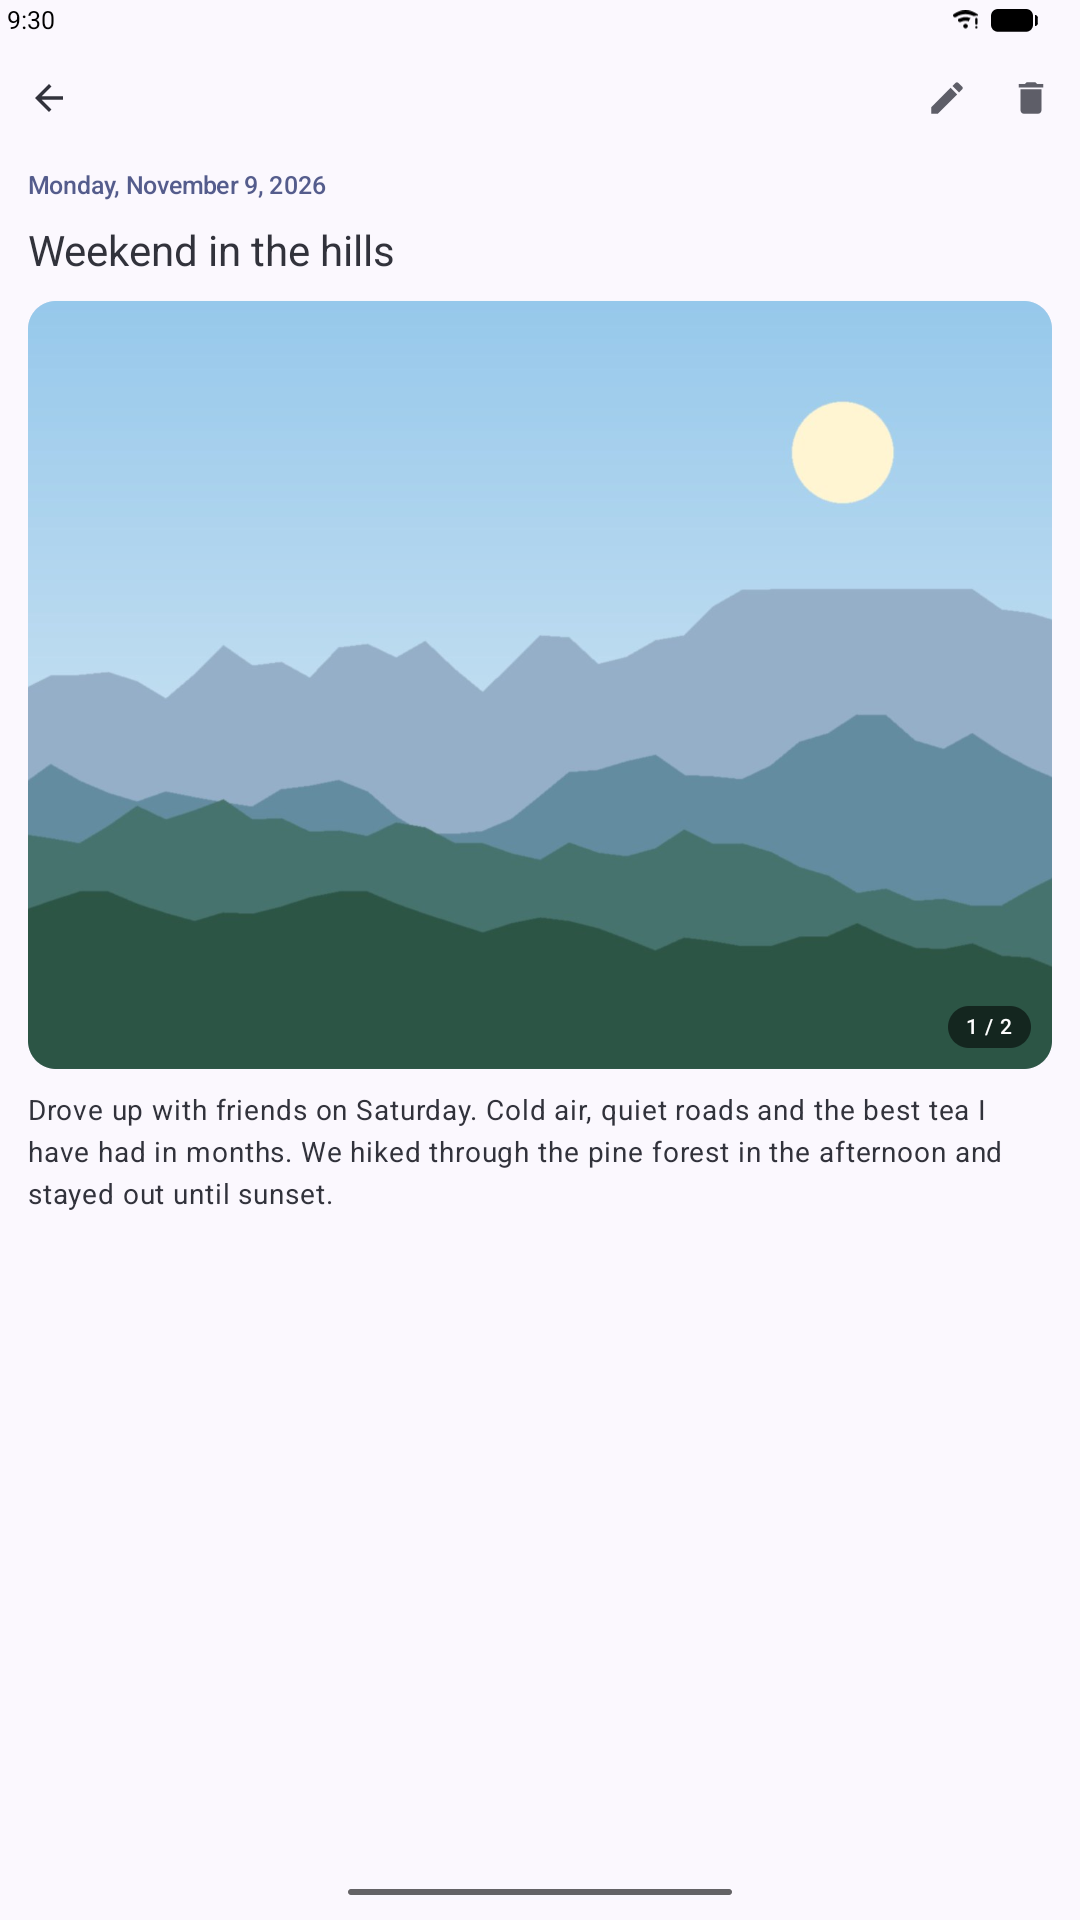 9:30
Monday, November 9, 2026
Weekend in the hills
1 / 2
Drove up with friends on Saturday. Cold air, quiet roads and the best tea I
have had in months. We hiked through the pine forest in the afternoon and
stayed out until sunset.